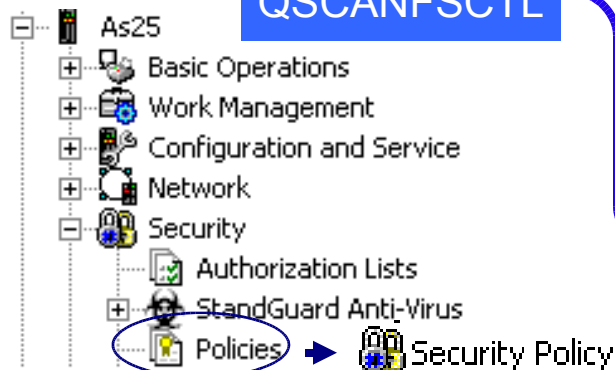 QSCANFSCTL
As25
Basic Operations
Work Management
Configuration and Service
Network
Security
Authorization Lists
StandGuard Anti-Virus
Policies Security Policy